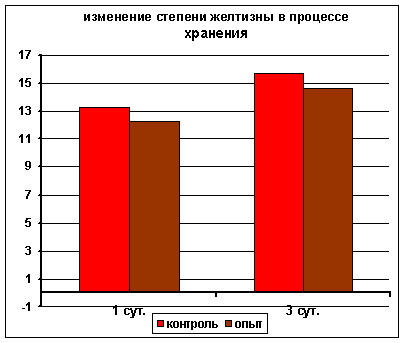 изменение степени желтизны в процессе
хранения
17
15
13
11
9
7
5
3
1
-1
1 сут.
3 сут.
контроль
опыт